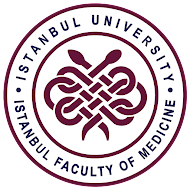 · ISTANBUL UNIVERSITY ·
ISTANBUL FACULTY OF MEDICINE